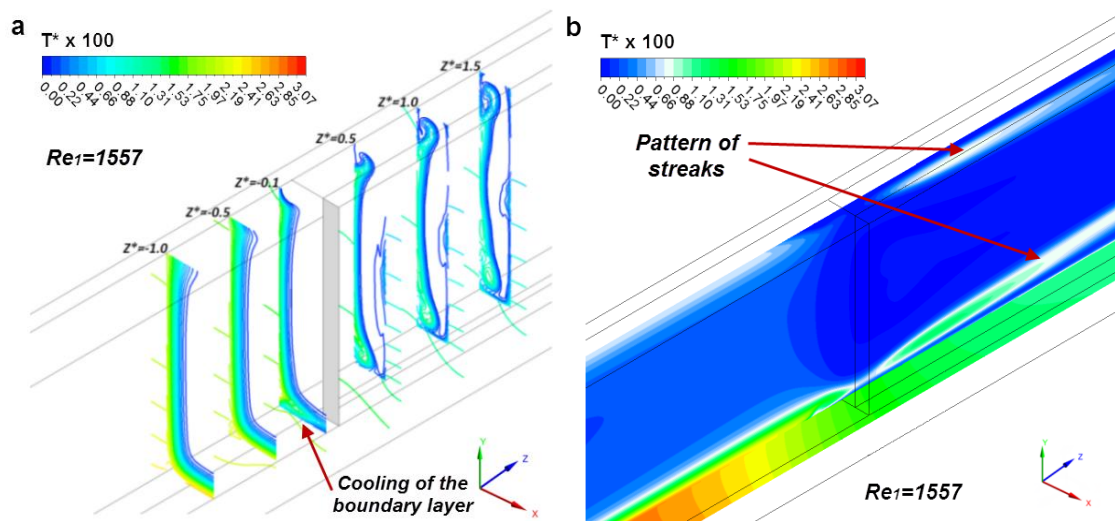 a
T* x 100
0.00 0.22 0.44 0.66 0.88 1.10 1.31 1.53 1.75 1.97 2.19 2.41 2.63 2.85 3.07
Re1=1557
Z*=-1.0
Z*=-0.5
Z*=-0.1
Z*=0.5
Z*=1.0
Z*=1.5
Cooling of the
boundary layer
Y
Z
X
b
T* x 100
0.00 0.22 0.44 0.66 0.88 1.10 1.31 1.53 1.75 1.97 2.19 2.41 2.63 2.85 3.07
Pattern of
streaks
Re1=1557
Y
Z
X